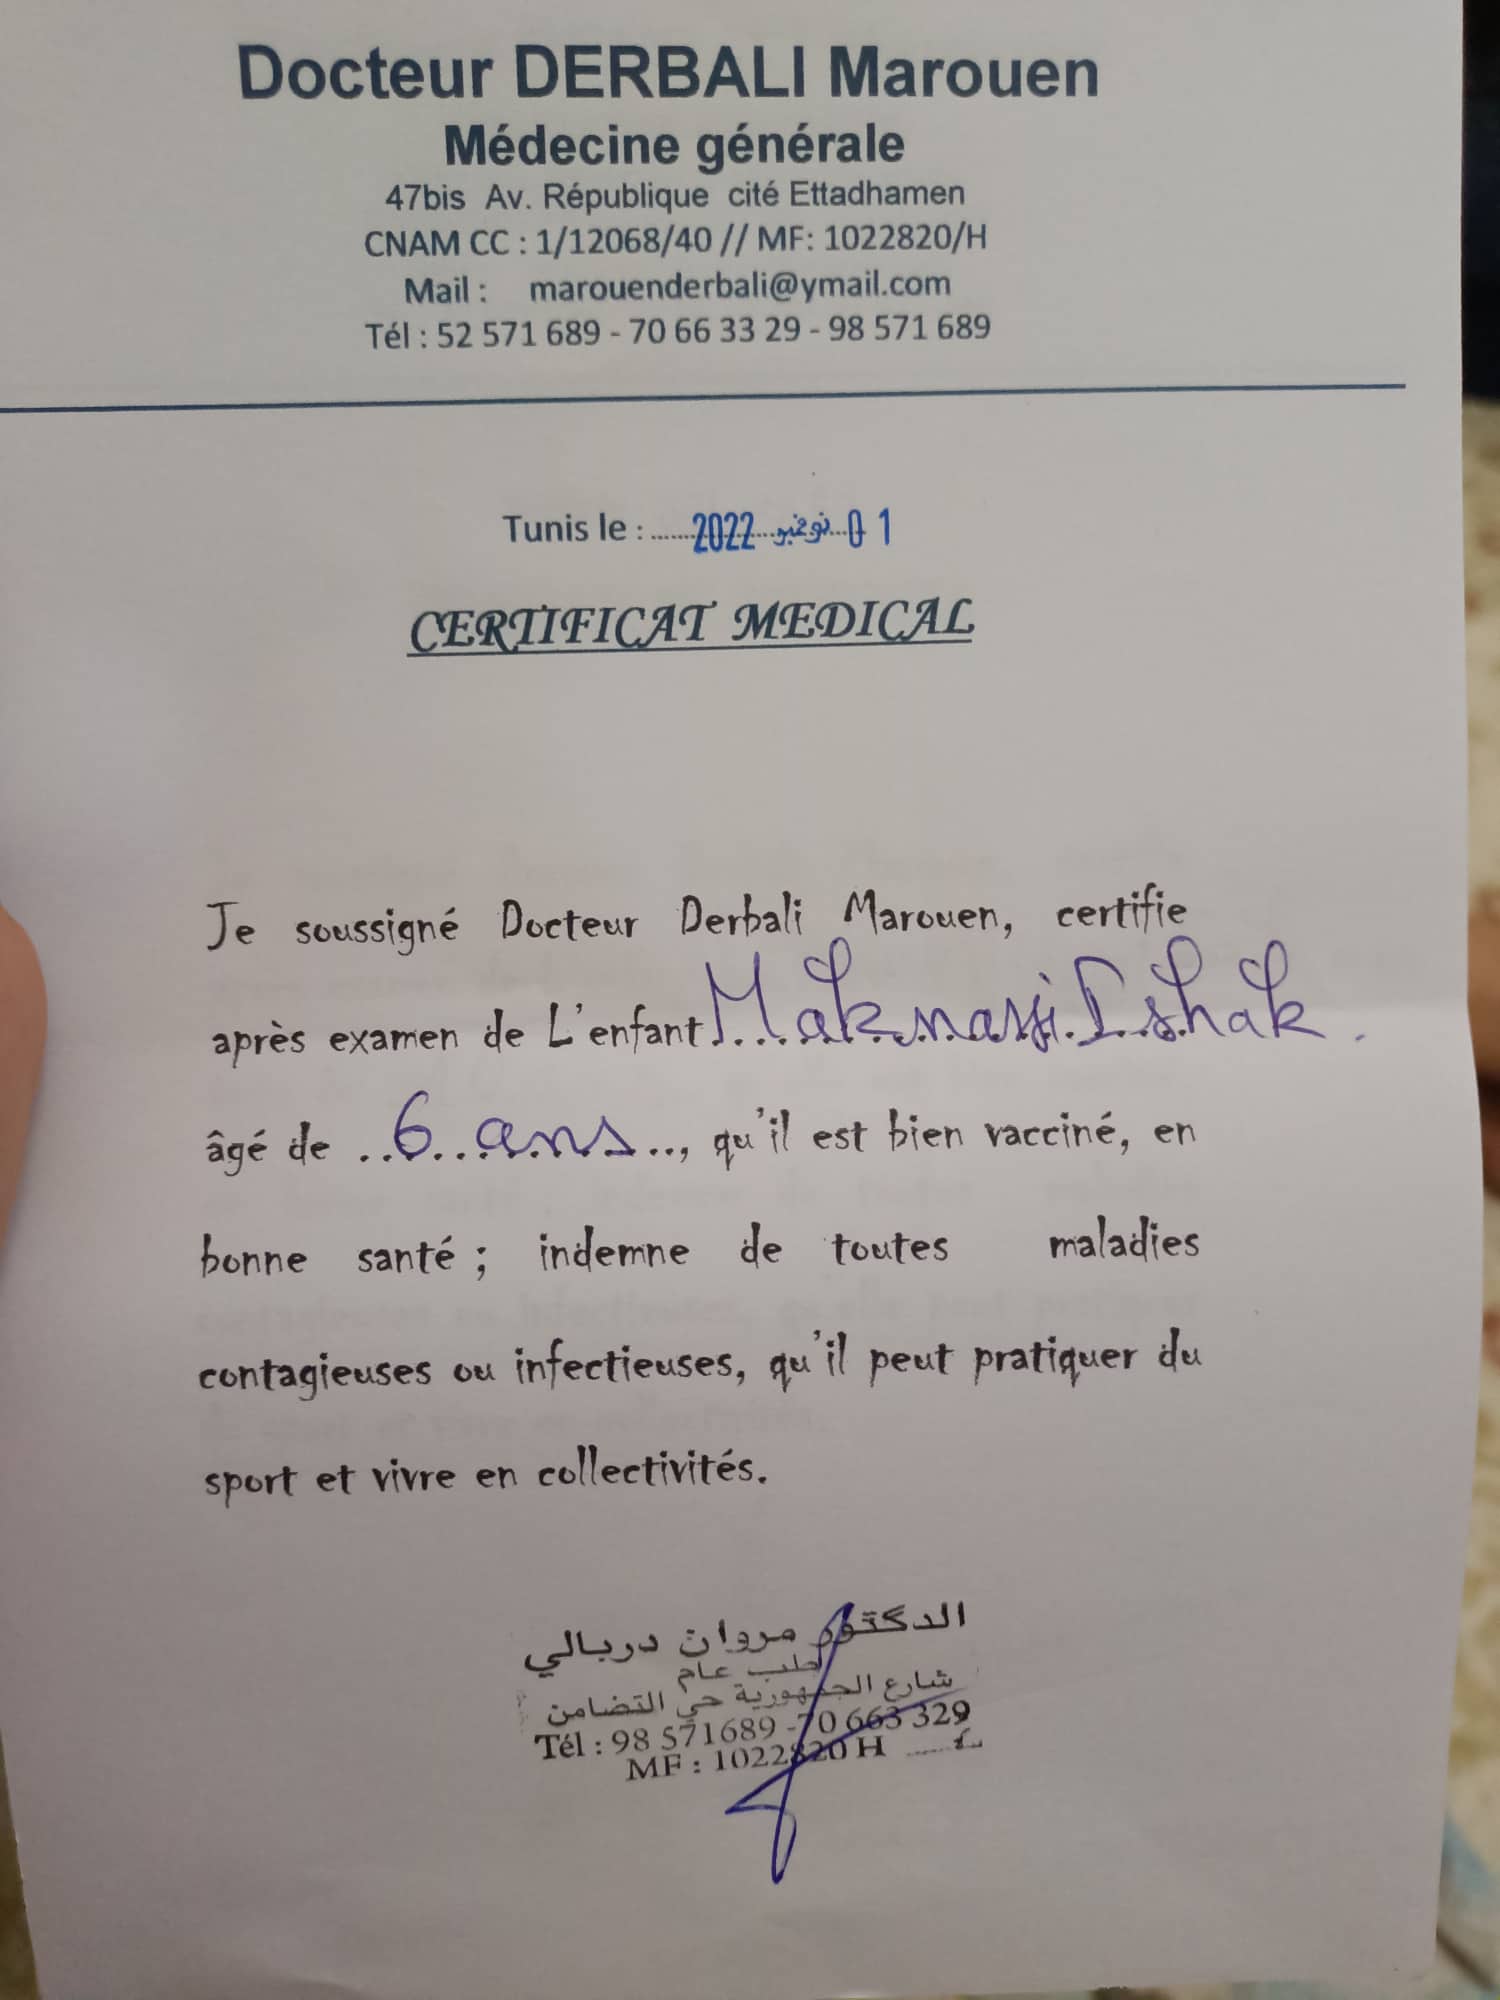 Docteur DERBALI Marouen
Médecine générale
47bis Av. République cité Ettadhamen
CNAM CC : 1/12068/40 // MF: 1022820/H
Mail : marouenderbali@ymail.com
Tél : 52 571 689 - 70 66 33 29 - 98 571 689
Tunis le : ...... 2022 نوفمبر 01
CERTIFICAT MEDICAL
Je soussigné Docteur Derbali Marouen, certifie
après examen de L'enfant Maknassi Ishak.
âgé de ..6 ans.., qu'il est bien vacciné, en
bonne santé ; indemne de toutes maladies
contagieuses ou infectieuses, qu'il peut pratiquer du
sport et vivre en collectivités.
الدكتور مروان دربالي
طب عام
شارع الجمهورية حي التضامن
Tél : 98 571689 -70 663 329
MF : 1022820 H